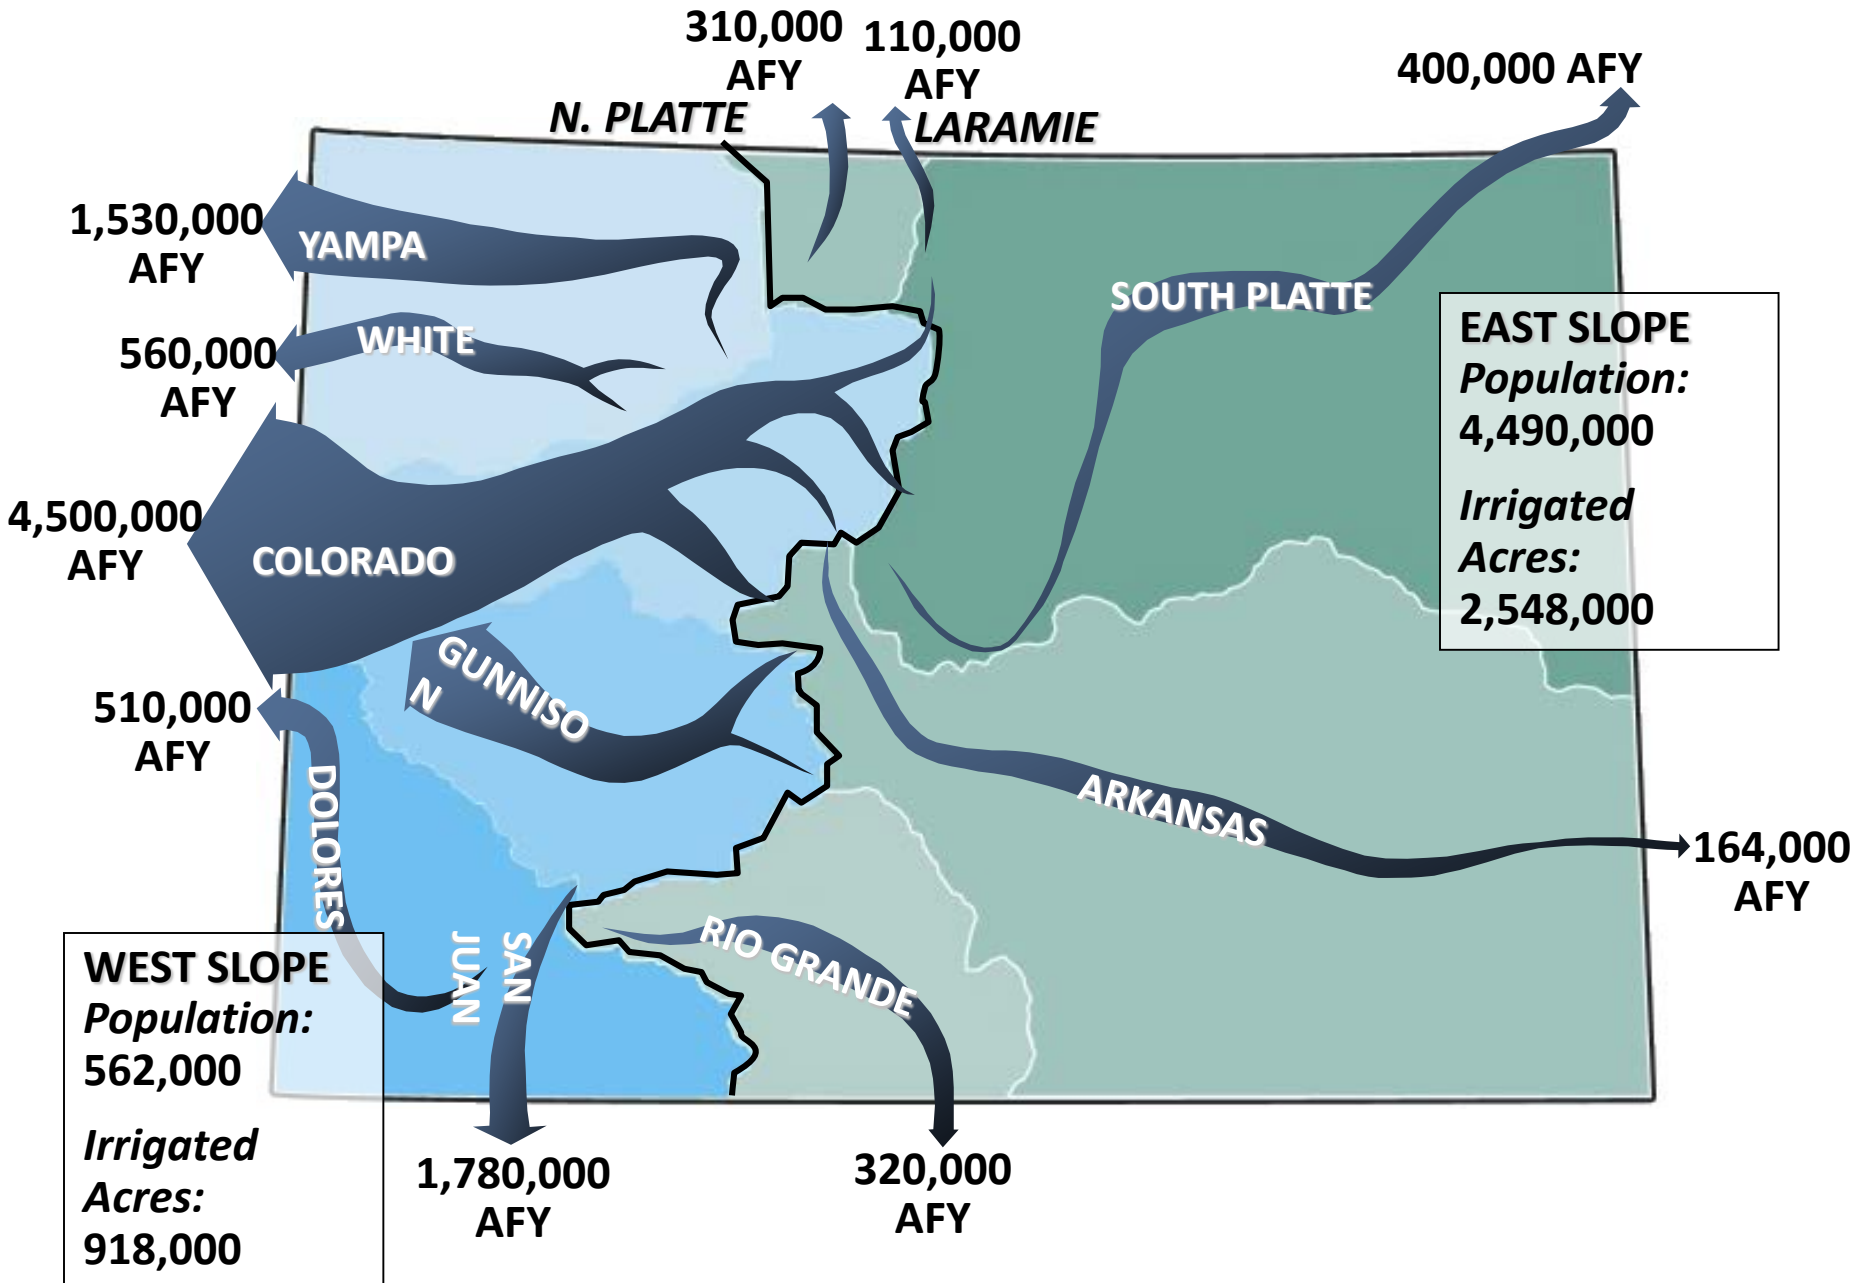 310,000
AFY
110,000
AFY
400,000 AFY
N. PLATTE
LARAMIE
1,530,000
AFY
YAMPA
SOUTH PLATTE
560,000
AFY
WHITE
EAST SLOPE
Population:
4,490,000
Irrigated
Acres:
2,548,000
4,500,000
AFY
COLORADO
GUNNISO
N
510,000
AFY
DOLORES
ARKANSAS
164,000
AFY
SAN
JUAN
RIO GRANDE
WEST SLOPE
Population:
562,000
Irrigated
Acres:
918,000
1,780,000
AFY
320,000
AFY